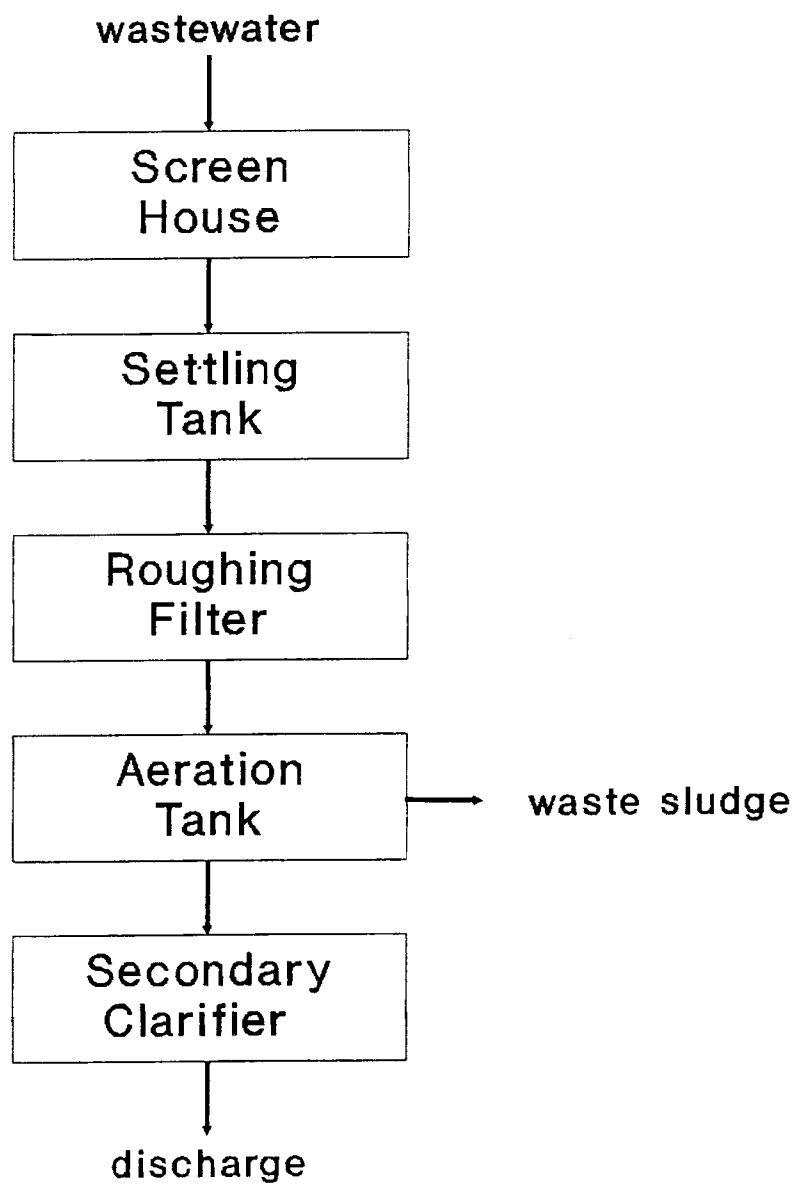 wastewater
Screen
House
Settling
Tank
Roughing
Filter
Aeration
Tank
waste sludge
Secondary
Clarifier
discharge